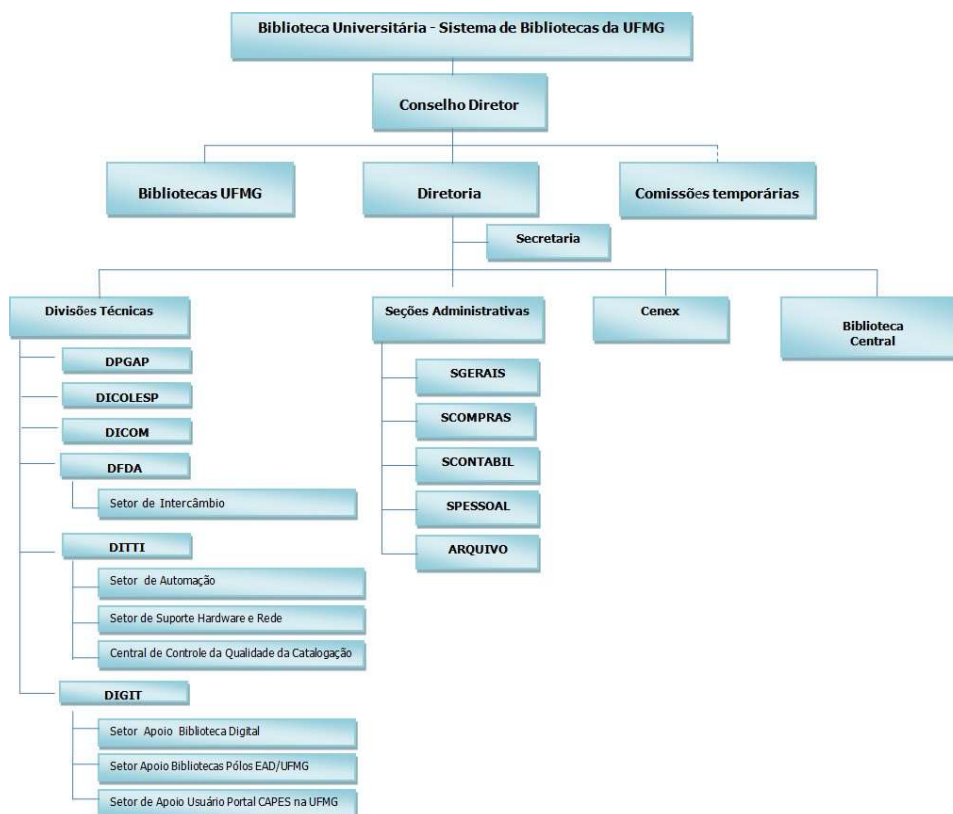 Biblioteca Universitária - Sistema de Bibliotecas da UFMG
Conselho Diretor
Bibliotecas UFMG
Diretoria
Comissões temporárias
Secretaria
Divisões Técnicas
Seções Administrativas
Cenex
Biblioteca
Central
DPGAP
DICOLESP
DICOM
DFDA
Setor de Intercâmbio
DITTI
Setor de Automação
Setor de Suporte Hardware e Rede
Central de Controle da Qualidade da Catalogação
DIGIT
Setor Apoio Biblioteca Digital
Setor Apoio Bibliotecas Pólos EAD/UFMG
Setor de Apoio Usuário Portal CAPES na UFMG
SGERAIS
SCOMPRAS
SCONTABIL
SPESSOAL
ARQUIVO